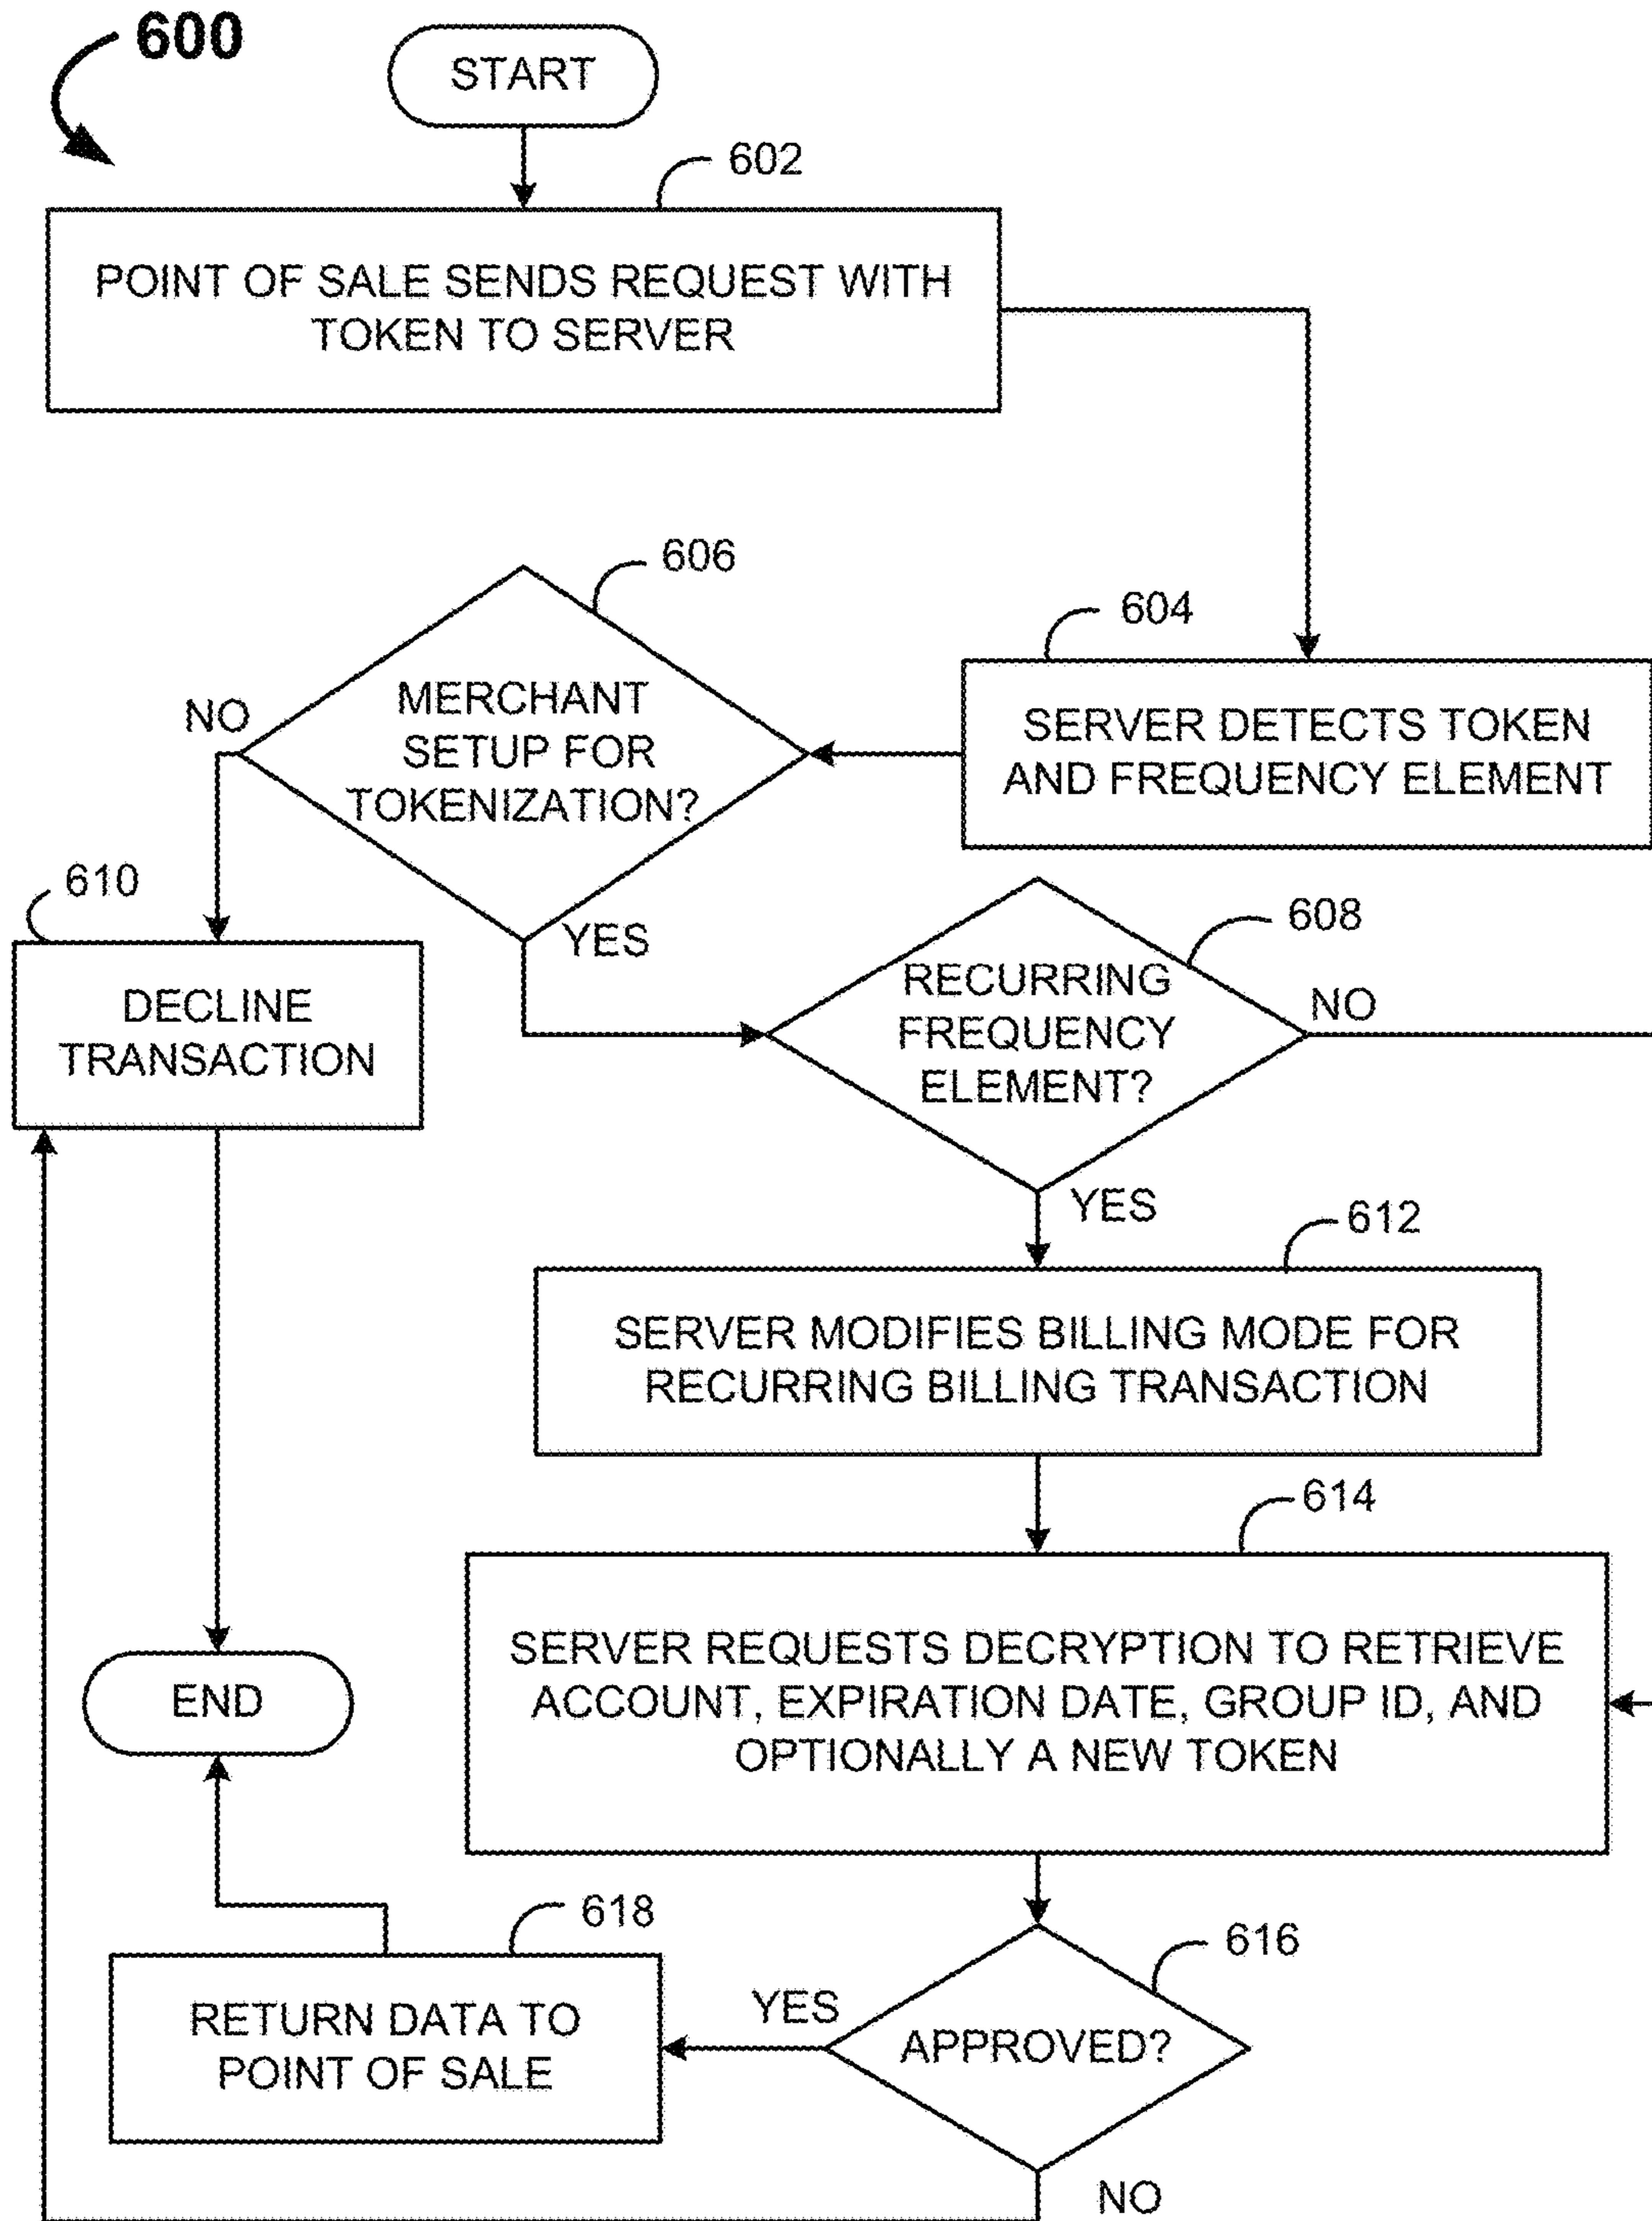 600
START
602
POINT OF SALE SENDS REQUEST WITH
TOKEN TO SERVER
606
MERCHANT
SETUP FOR
TOKENIZATION?
NO
YES
604
SERVER DETECTS TOKEN
AND FREQUENCY ELEMENT
610
DECLINE
TRANSACTION
608
RECURRING
FREQUENCY
ELEMENT?
NO
YES
612
SERVER MODIFIES BILLING MODE FOR
RECURRING BILLING TRANSACTION
614
SERVER REQUESTS DECRYPTION TO RETRIEVE
ACCOUNT, EXPIRATION DATE, GROUP ID, AND
OPTIONALLY A NEW TOKEN
END
618
RETURN DATA TO
POINT OF SALE
616
YES
APPROVED?
NO